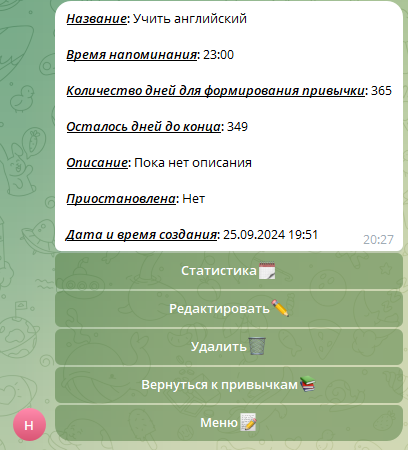 Название: Учить английский
Время напоминания: 23:00
Количество дней для формирования привычки: 365
Осталось дней до конца: 349
Описание: Пока нет описания
Приостановлена: Нет
Дата и время создания: 25.09.2024 19:51
20:27
Статистика🗓️
Редактировать✏️
Удалить🗑️
Вернуться к привычкам📚
Меню📝
Н